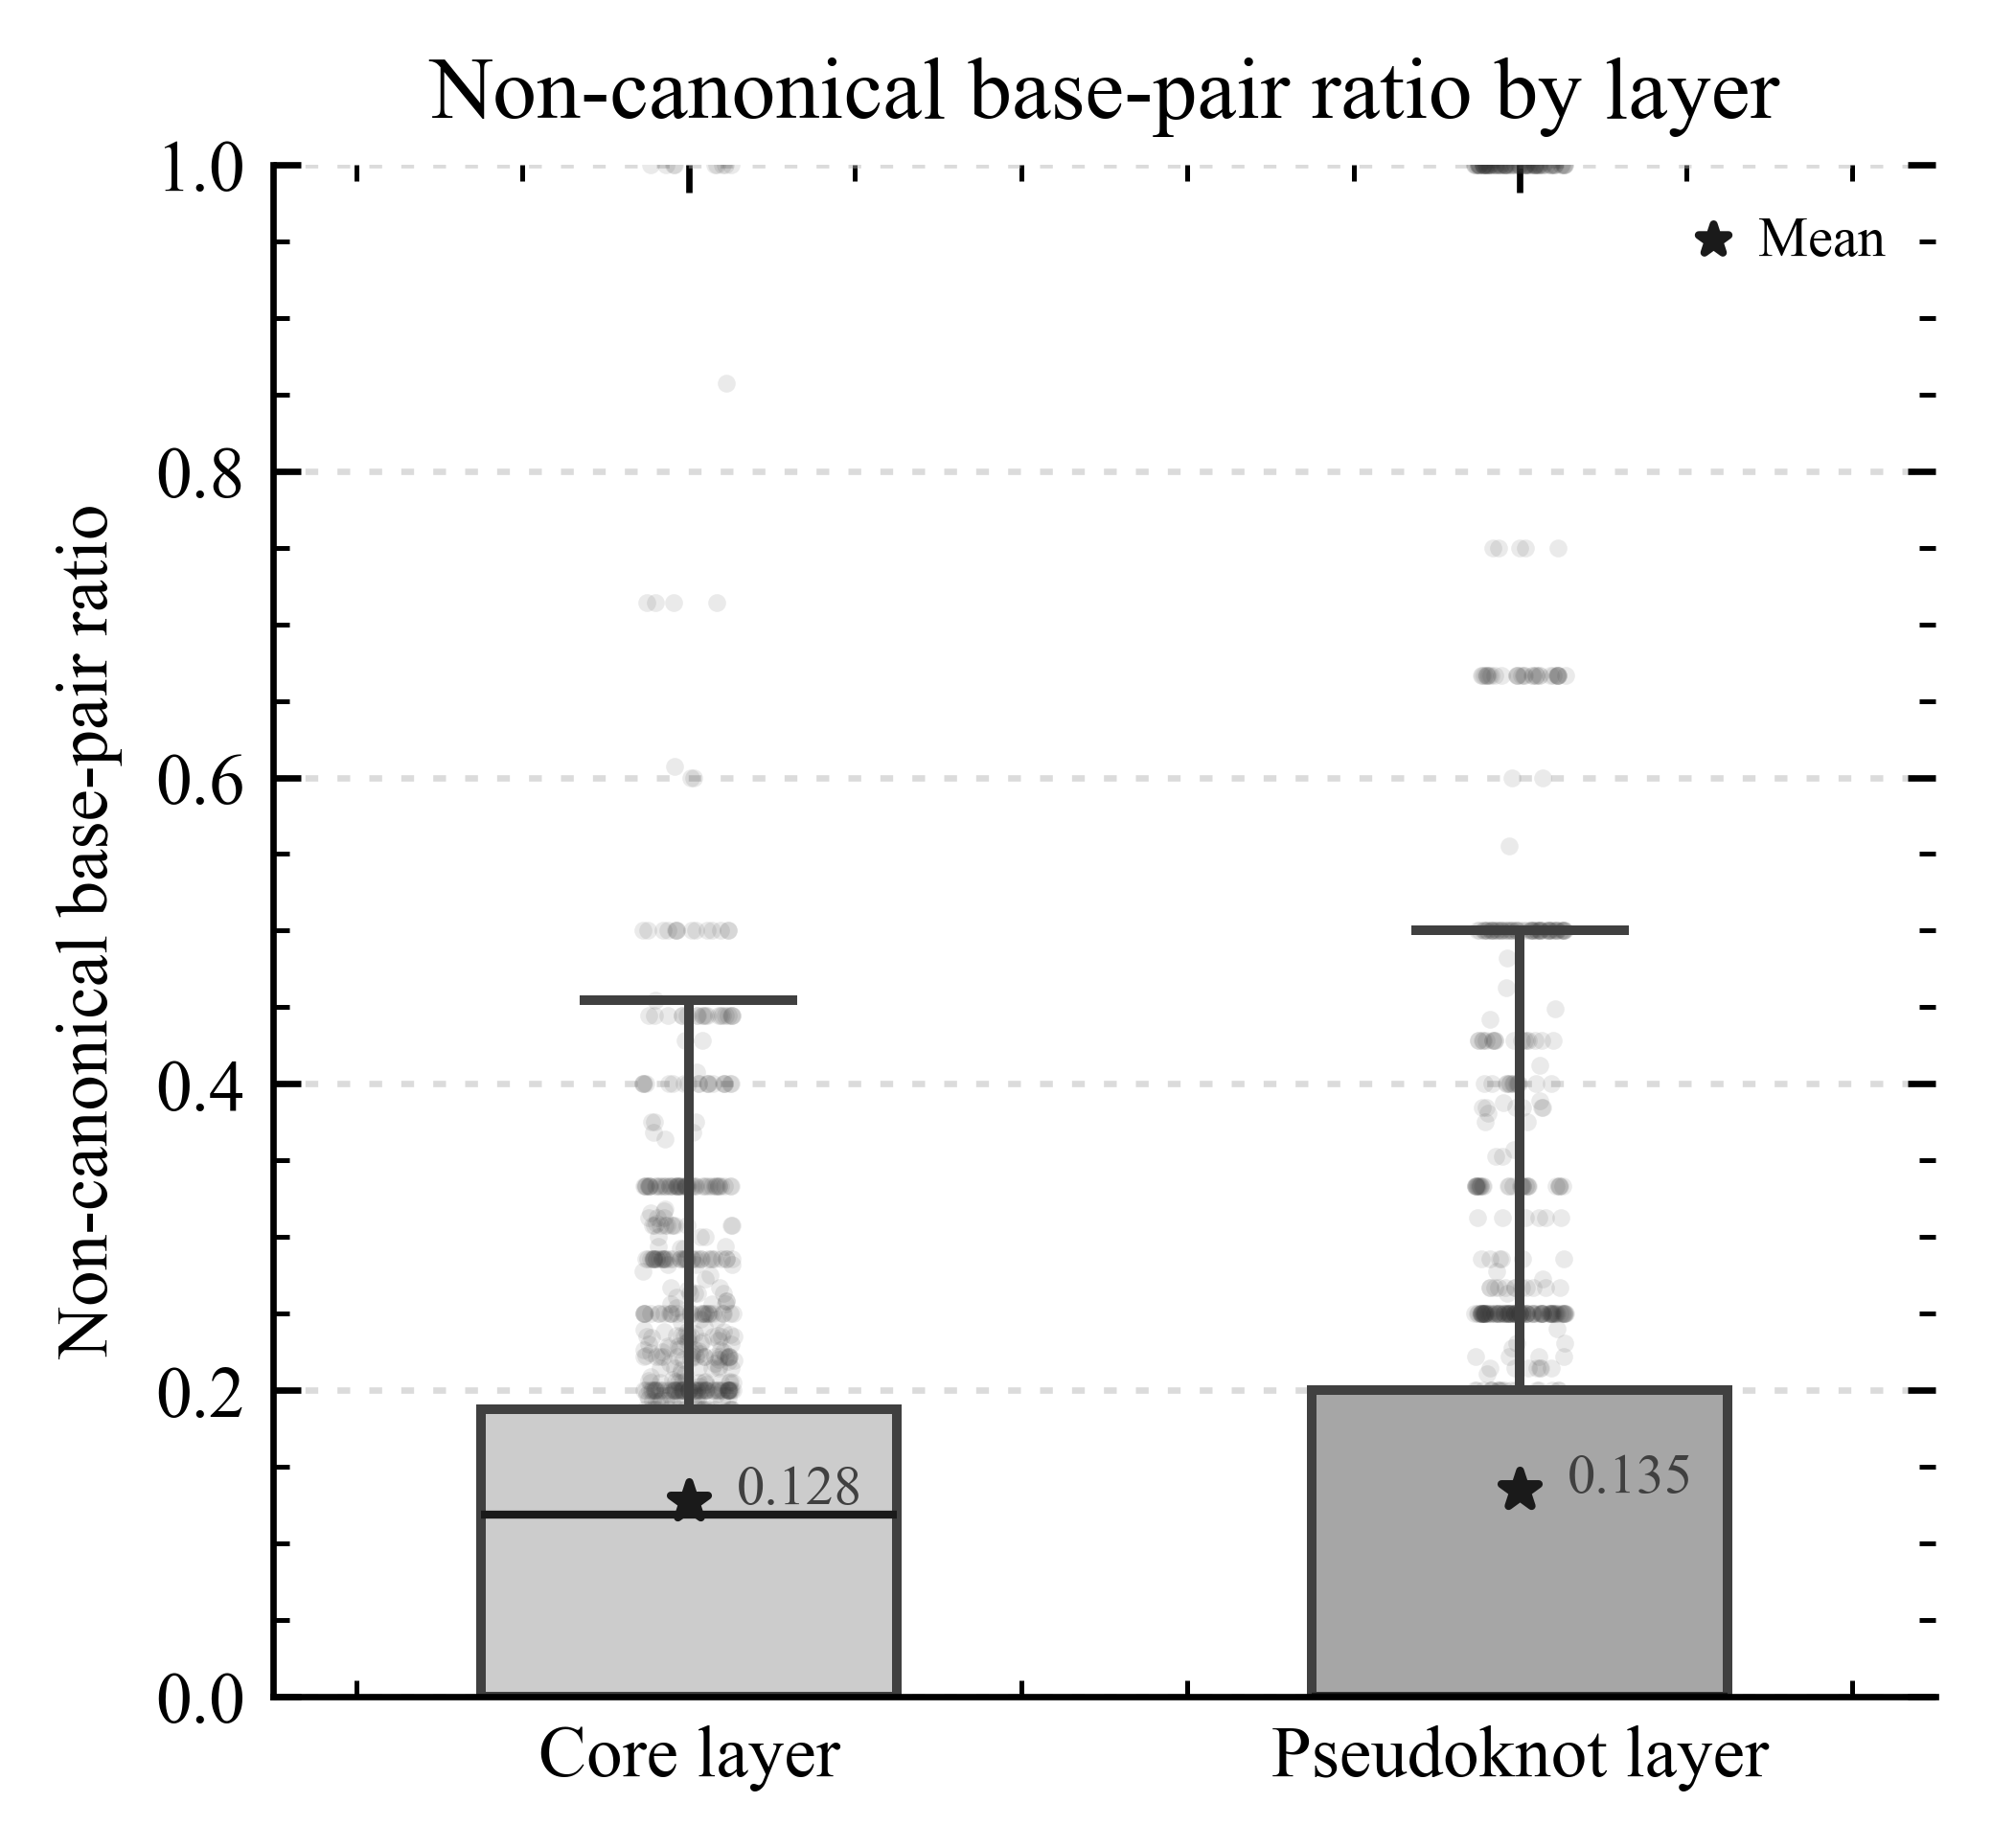 Non-canonical base-pair ratio by layer
Non-canonical base-pair ratio
1.0
0.8
0.6
0.4
0.2
0.0
Mean
0.128
0.135
Core layer
Pseudoknot layer